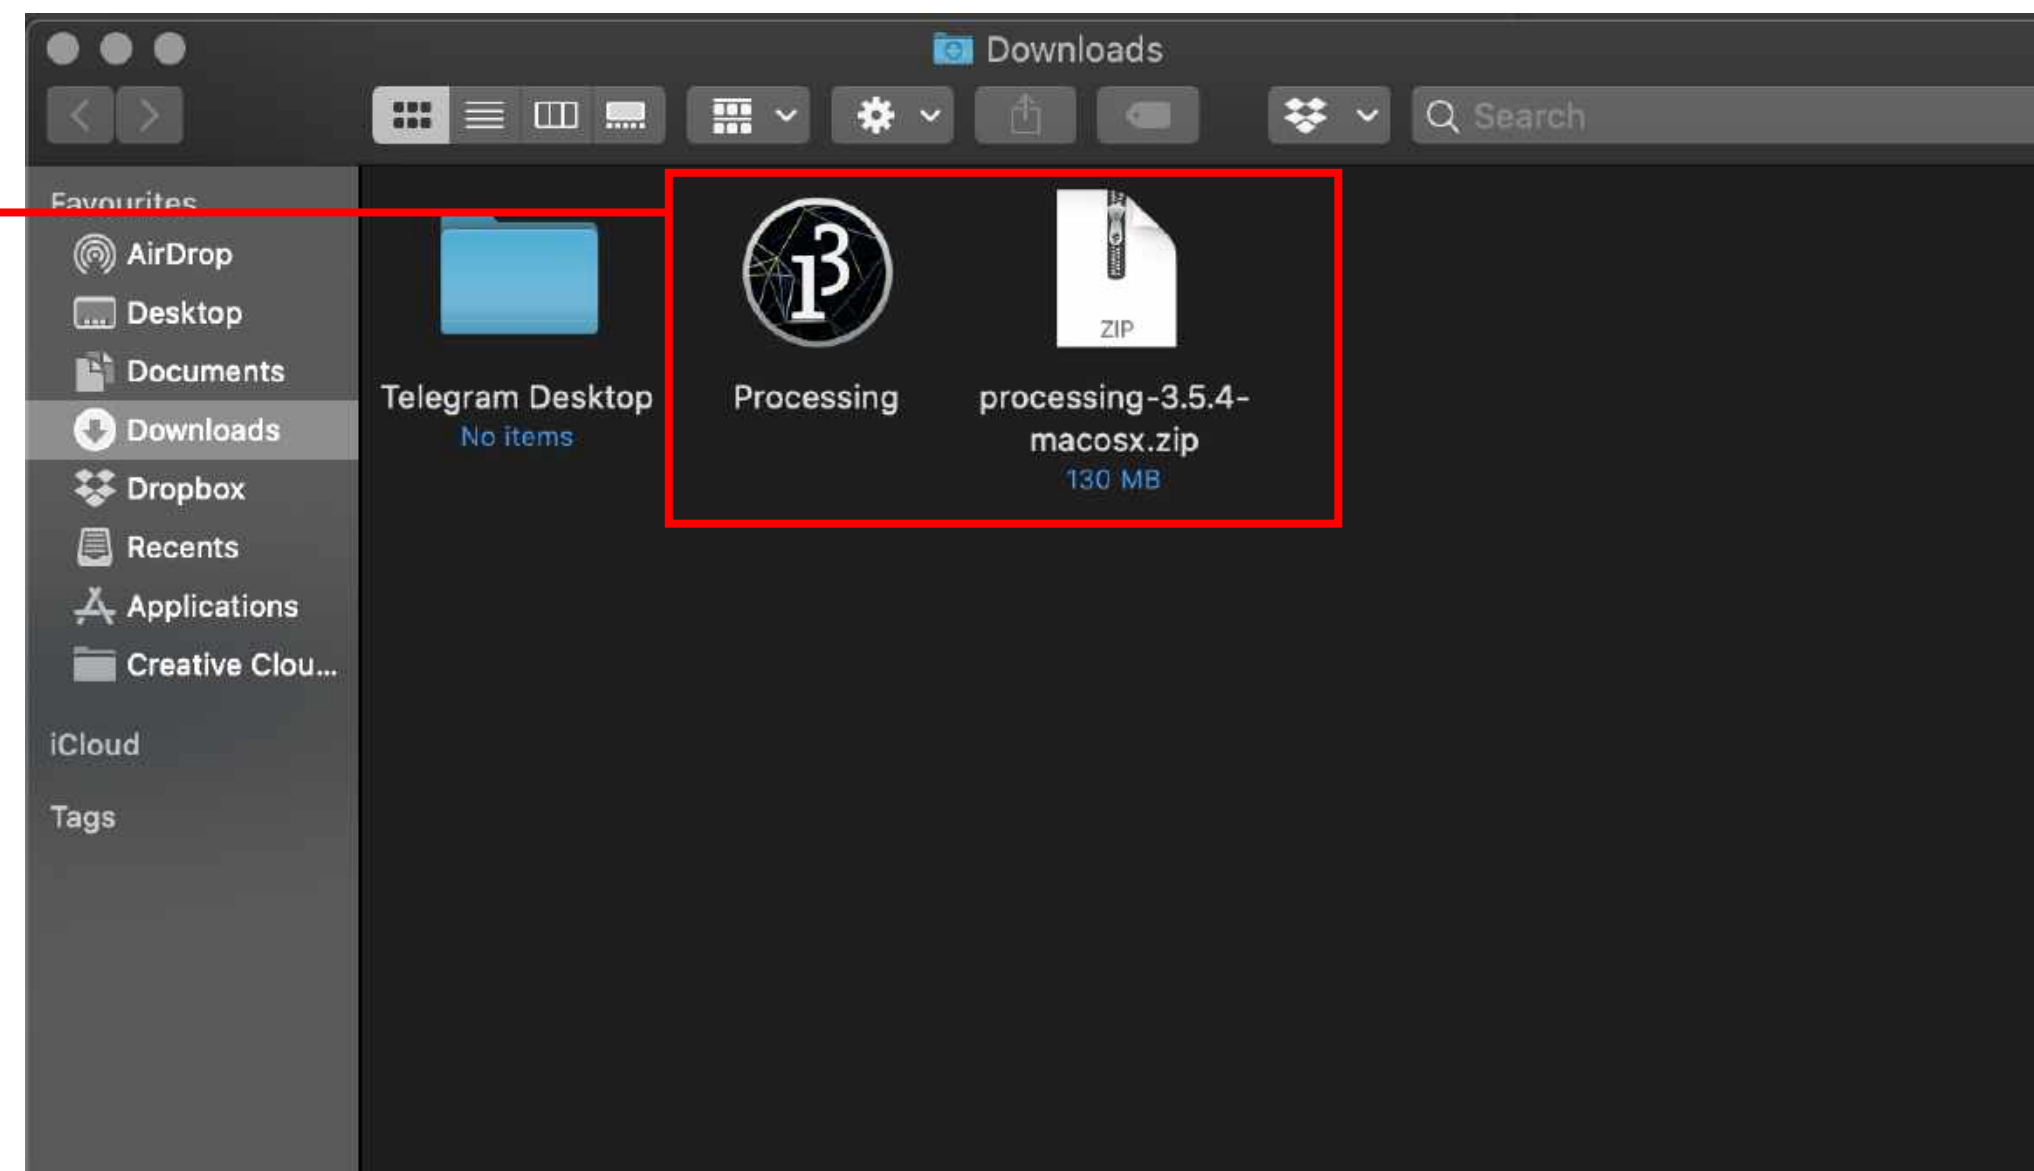 Downloads
Search
Favourites
AirDrop
Desktop
Documents
Downloads
Dropbox
Recents
Applications
Creative Clou...
iCloud
Tags
Telegram Desktop
No items
Processing
ZIP
processing-3.5.4-
macosx.zip
130 MB